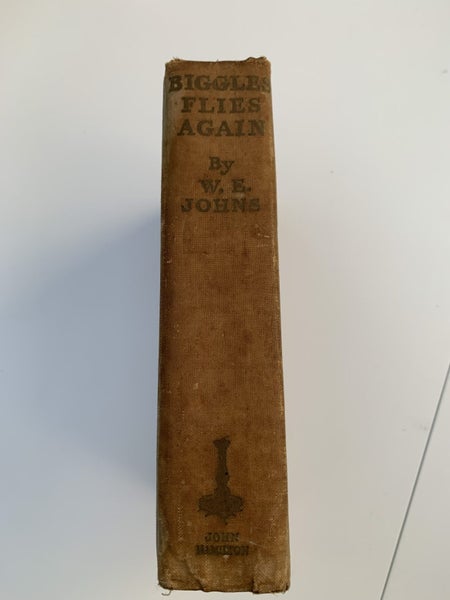 BIGGLES
FLIES
AGAIN
By
W. E.
JOHNS
JOHN
HAMILTON